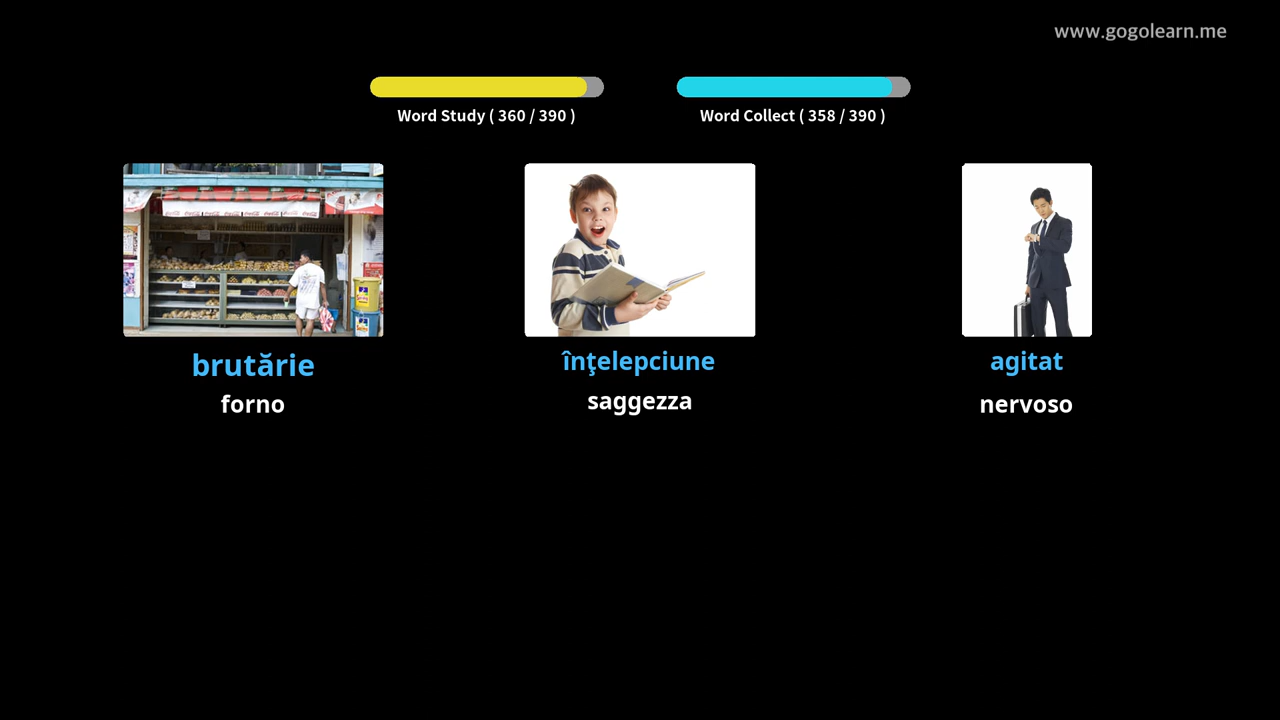 www.gogolearn.me
Word Study ( 360 / 390 )
Word Collect ( 358 / 390 )
brutărie
înţelepciune
agitat
forno
saggezza
nervoso